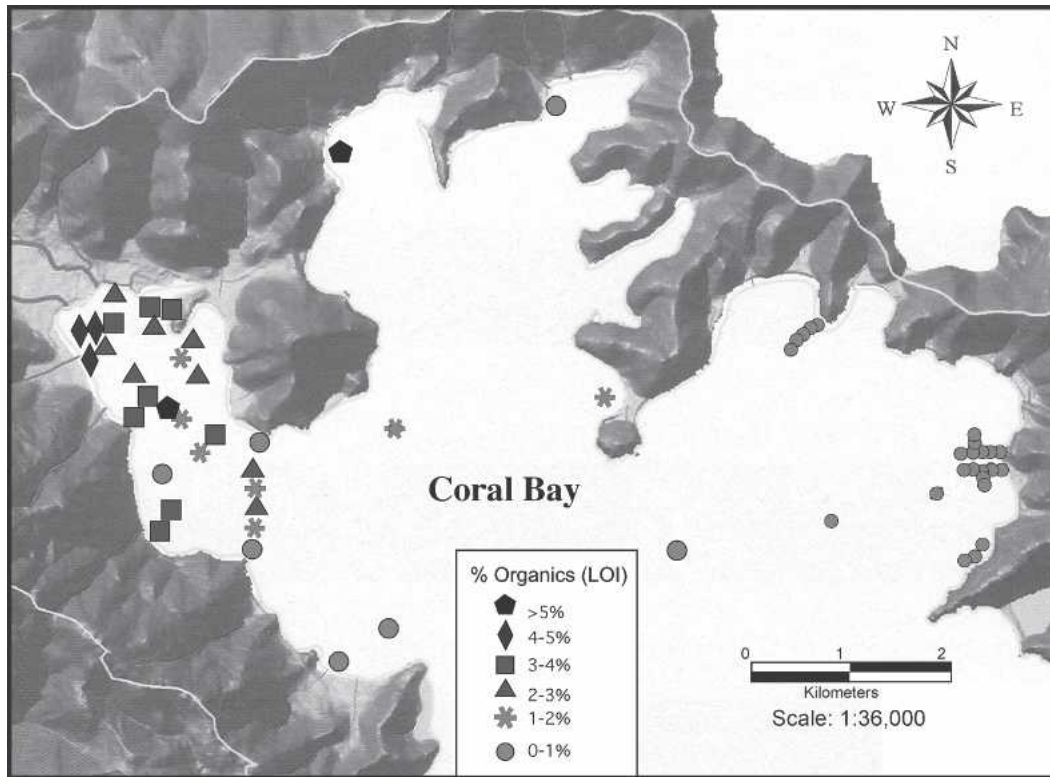 N
W E
S
Coral Bay
% Organics (LOI)
>5%
4-5%
3-4%
2-3%
1-2%
0-1%
0 1 2
Kilometers
Scale: 1:36,000